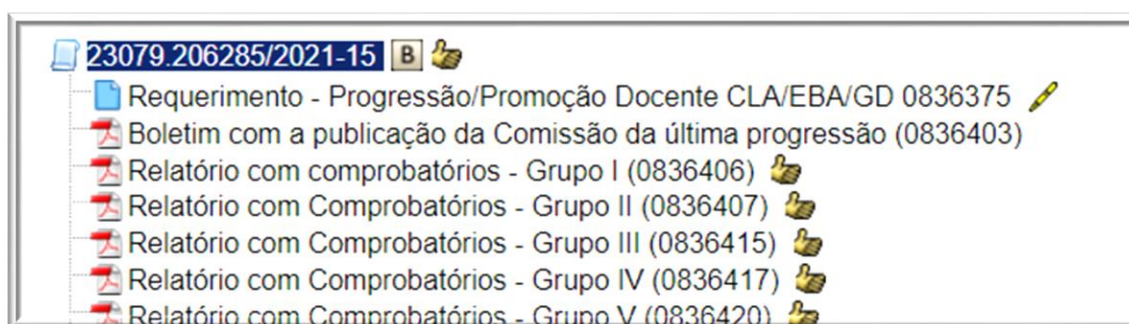 23079.206285/2021-15 B
Requerimento - Progressão/Promoção Docente CLA/EBA/GD 0836375
Boletim com a publicação da Comissão da última progressão (0836403)
Relatório com comprobatórios - Grupo I (0836406)
Relatório com Comprobatórios - Grupo II (0836407)
Relatório com Comprobatórios - Grupo III (0836415)
Relatório com Comprobatórios - Grupo IV (0836417)
Relatório com Comprobatórios - Grupo V (0836420)